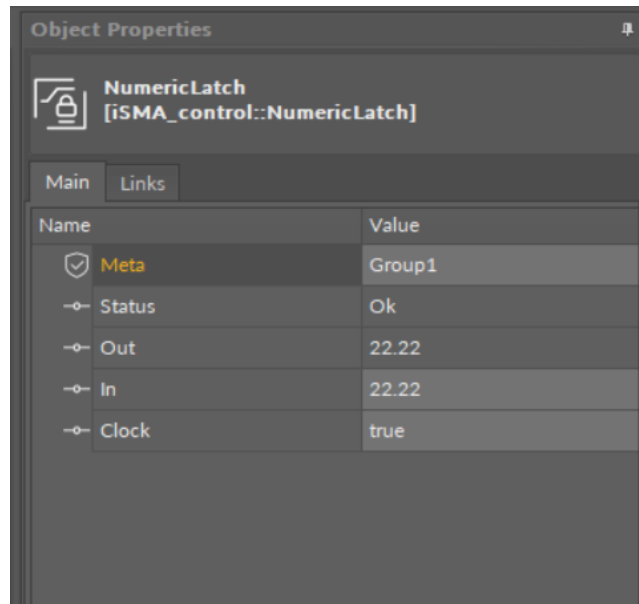 Object Properties
NumericLatch
[iSMA_control::NumericLatch]
Main Links
Name Value
Meta Group1
Status Ok
Out 22.22
In 22.22
Clock true